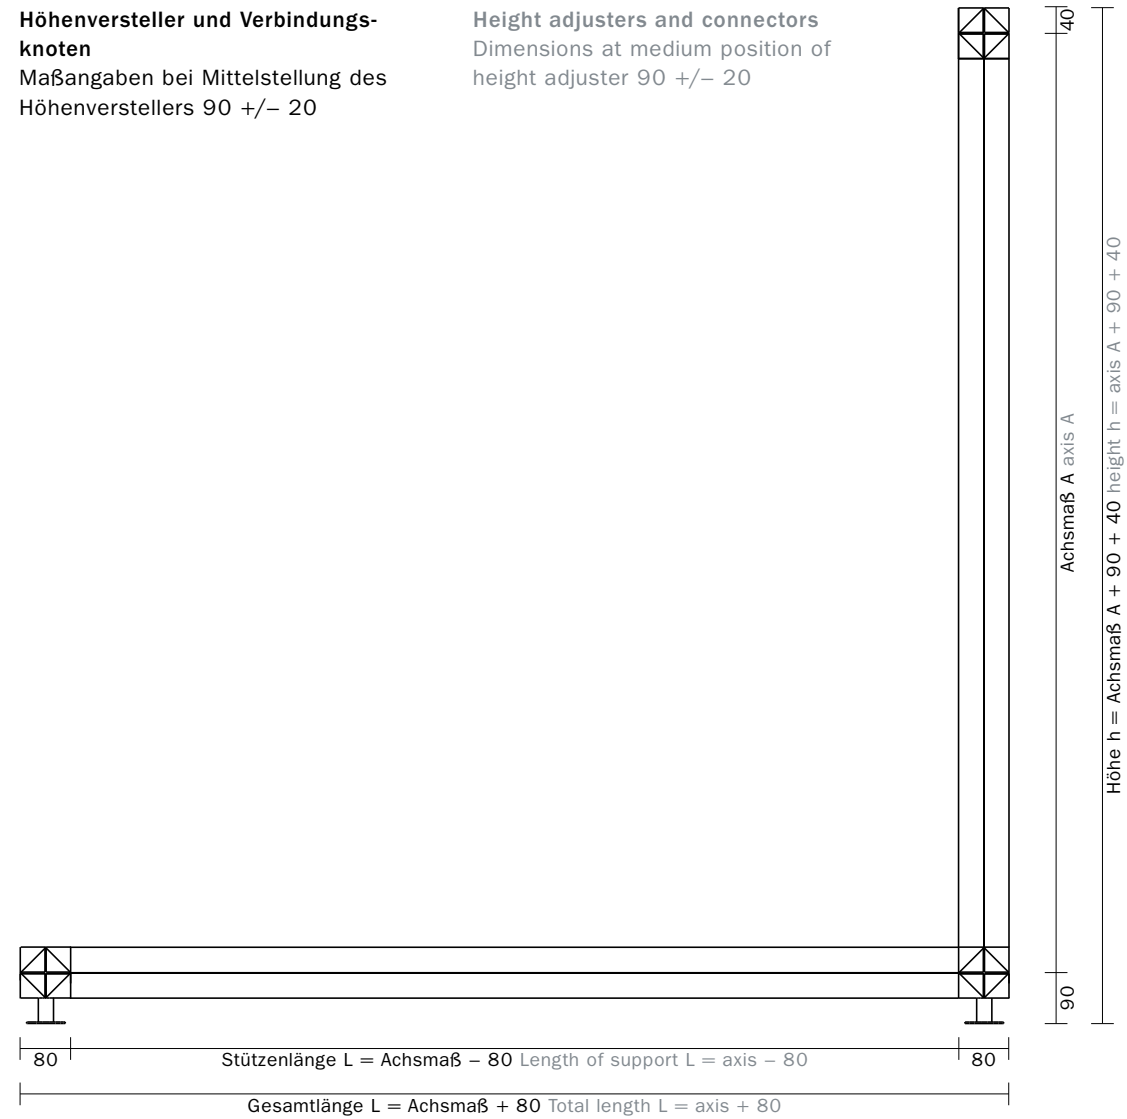 Höhenversteller und Verbindungs-
knoten
Maßangaben bei Mittelstellung des
Höhenverstellers 90 +/– 20
Height adjusters and connectors
Dimensions at medium position of
height adjuster 90 +/– 20
40
Achsmaß A axis A
Höhe h = Achsmaß A + 90 + 40 height h = axis A + 90 + 40
90
80
Stützenlänge L = Achsmaß – 80 Length of support L = axis – 80
80
Gesamtlänge L = Achsmaß + 80 Total length L = axis + 80